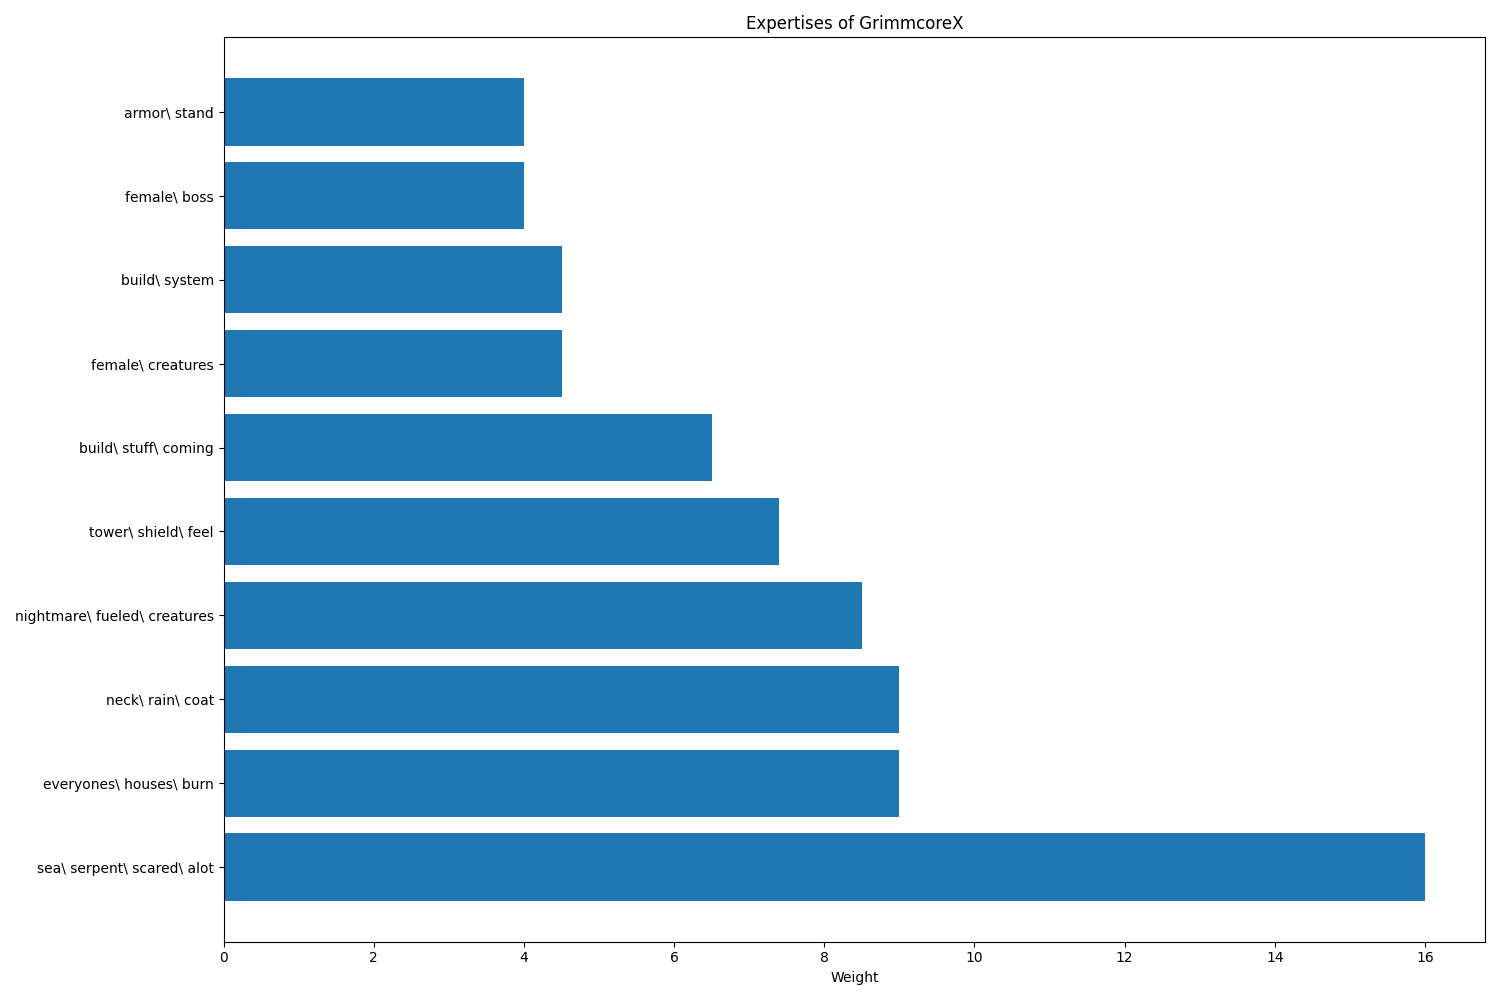 Expertises of GrimmcoreX
armor\ stand
female\ boss
build\ system
female\ creatures
build\ stuff\ coming
tower\ shield\ feel
nightmare\ fueled\ creatures
neck\ rain\ coat
everyones\ houses\ burn
sea\ serpent\ scared\ alot
0 2 4 6 8 10 12 14 16
Weight